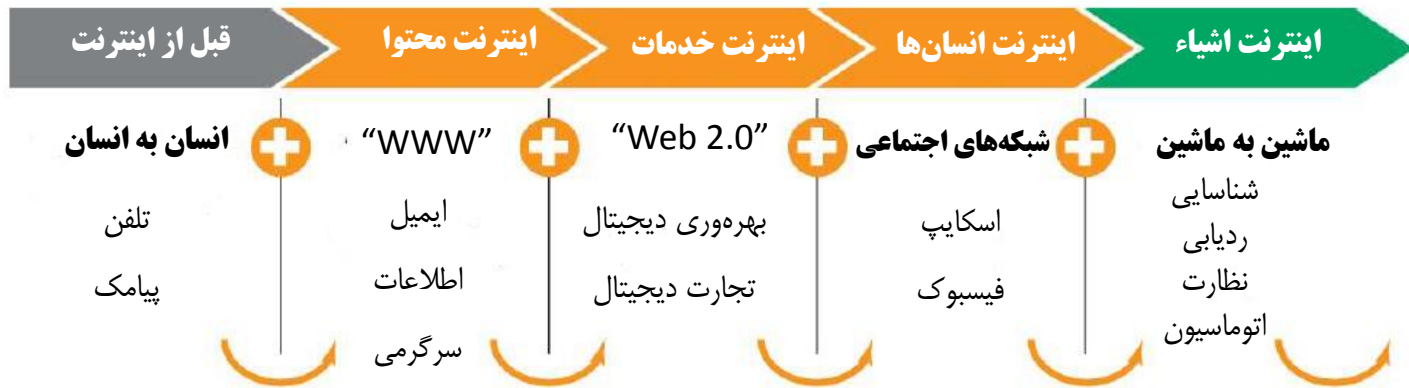 قبل از اینترنت
اینترنت محتوا
اینترنت خدمات
اینترنت انسان‌ها
اینترنت اشیاء
انسان به انسان
تلفن
پیامک
“WWW”
ایمیل
اطلاعات
سرگرمی
“Web 2.0”
بهره‌وری دیجیتال
تجارت دیجیتال
شبکه‌های اجتماعی
اسکایپ
فیسبوک
ماشین به ماشین
شناسایی
ردیابی
نظارت
اتوماسیون